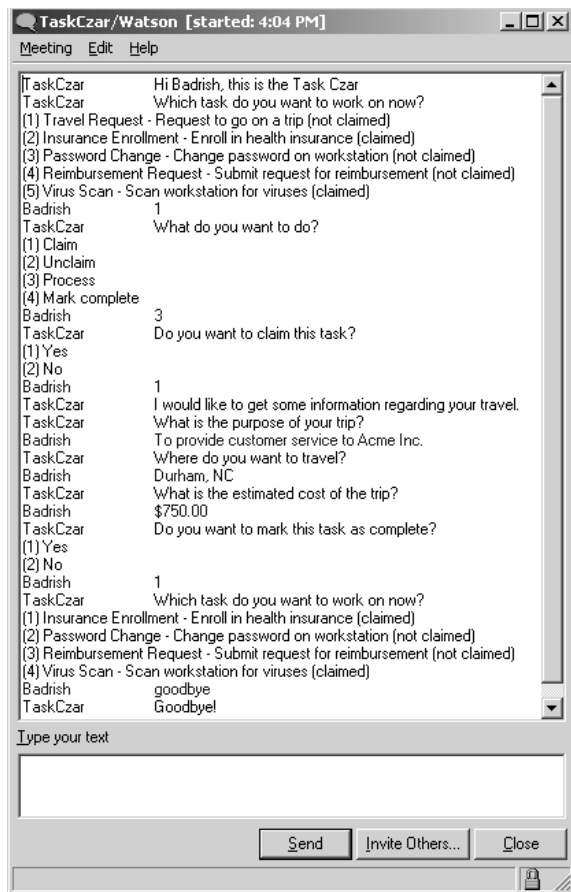 TaskCzar/Watson [started: 4:04 PM]
Meeting Edit Help
TaskCzar Hi Badrish, this is the Task Czar
TaskCzar Which task do you want to work on now?
(1) Travel Request - Request to go on a trip (not claimed)
(2) Insurance Enrollment - Enroll in health insurance (claimed)
(3) Password Change - Change password on workstation (not claimed)
(4) Reimbursement Request - Submit request for reimbursement (not claimed)
(5) Virus Scan - Scan workstation for viruses (claimed)
Badrish 1
TaskCzar What do you want to do?
(1) Claim
(2) Unclaim
(3) Process
(4) Mark complete
Badrish 3
TaskCzar Do you want to claim this task?
(1) Yes
(2) No
Badrish 1
TaskCzar I would like to get some information regarding your travel.
TaskCzar What is the purpose of your trip?
Badrish To provide customer service to Acme Inc.
TaskCzar Where do you want to travel?
Badrish Durham, NC
TaskCzar What is the estimated cost of the trip?
Badrish $750.00
TaskCzar Do you want to mark this task as complete?
(1) Yes
(2) No
Badrish 1
TaskCzar Which task do you want to work on now?
(1) Insurance Enrollment - Enroll in health insurance (claimed)
(2) Password Change - Change password on workstation (not claimed)
(3) Reimbursement Request - Submit request for reimbursement (not claimed)
(4) Virus Scan - Scan workstation for viruses (claimed)
Badrish goodbye
TaskCzar Goodbye!
Type your text
Send Invite Others... Close